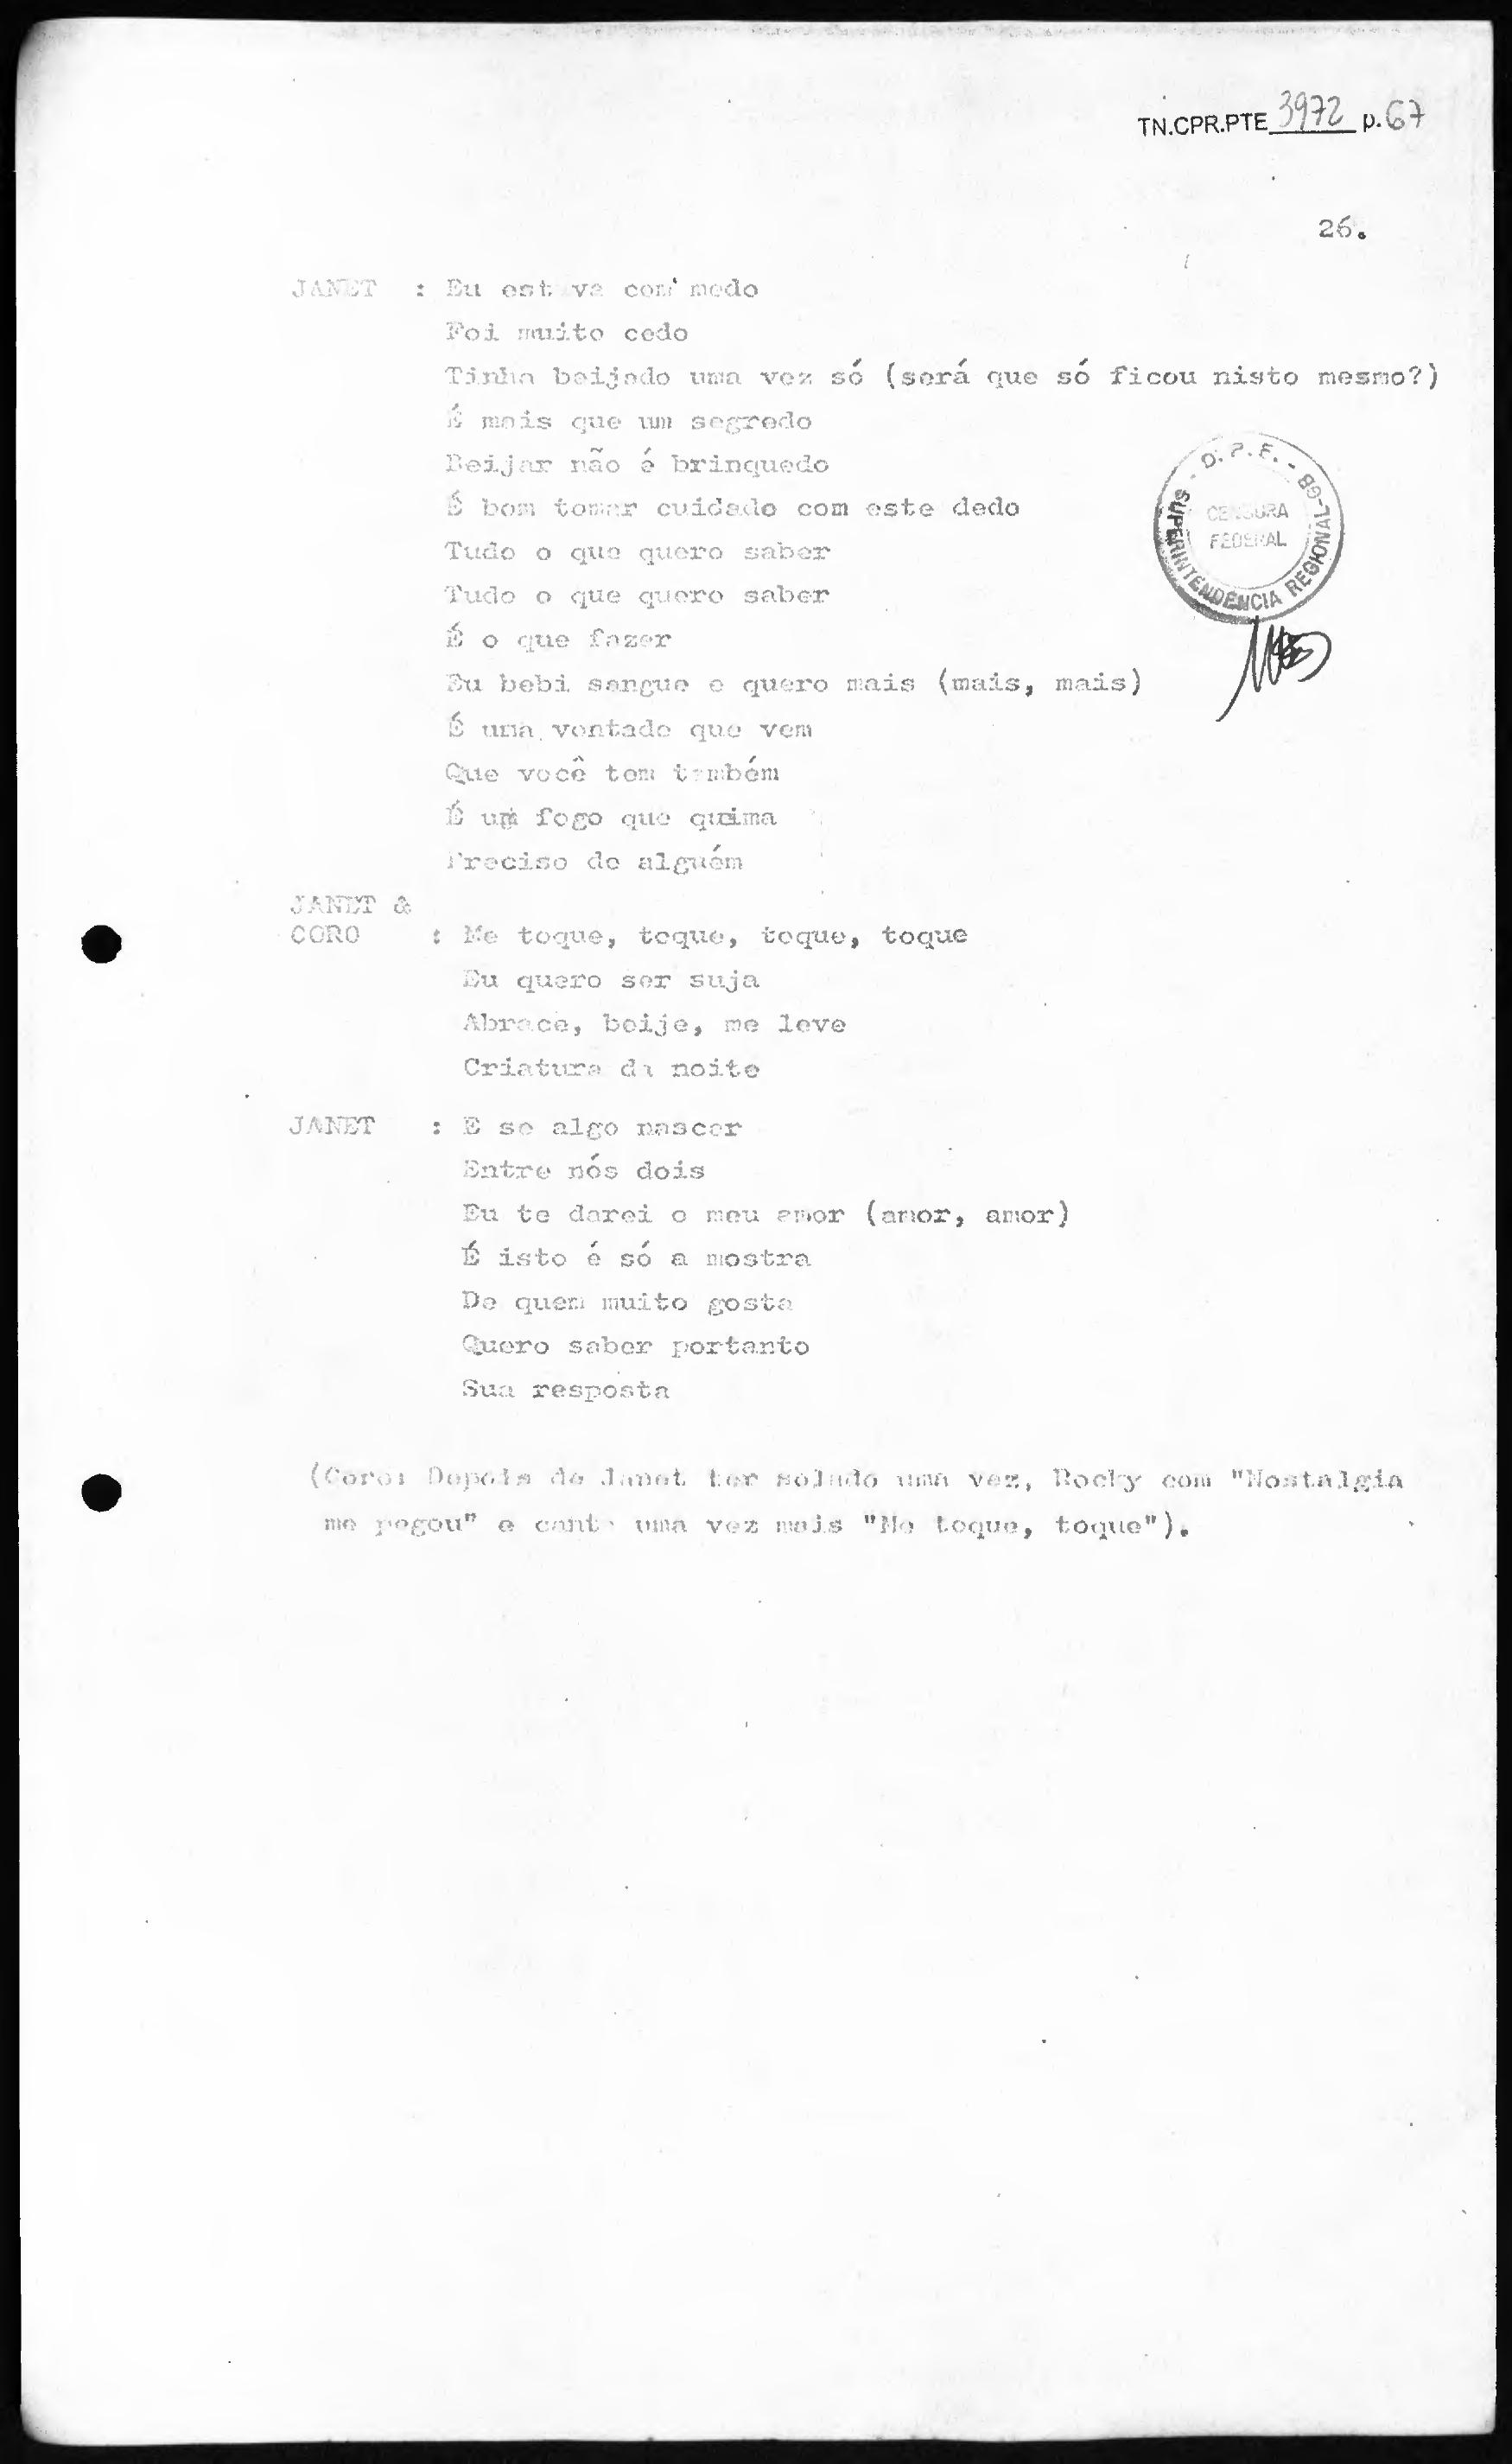 TN.CPR.PTE 3972 p.67
26.
JANET : Eu estava com medo
Foi muito cedo
Tinha beijado uma vez só (será que só ficou nisto mesmo?)
É mais que um segredo
Beijar não é brinquedo
É bom tomar cuidado com este dedo
Tudo o que quero saber
Tudo o que quero saber
É o que fazer
Eu bebi sangue e quero mais (mais, mais)
É uma vontade que vem
Que você tem também
É um fogo que queima
Preciso de alguém
JANET &
CORO : Me toque, toque, toque, toque
Eu quero ser suja
Abrace, beije, me leve
Criatura da noite
JANET : E se algo nascer
Entre nós dois
Eu te darei o meu amor (amor, amor)
É isto é só a mostra
De quem muito gosta
Quero saber portanto
Sua resposta
(Coro: Depois de Janet ter solado uma vez, Rocky com "Nostalgia
me pegou" e canta uma vez mais "Me toque, toque").
D.P.F. - SUPERINTENDÊNCIA REGIONAL-GB
CENSURA
FEDERAL